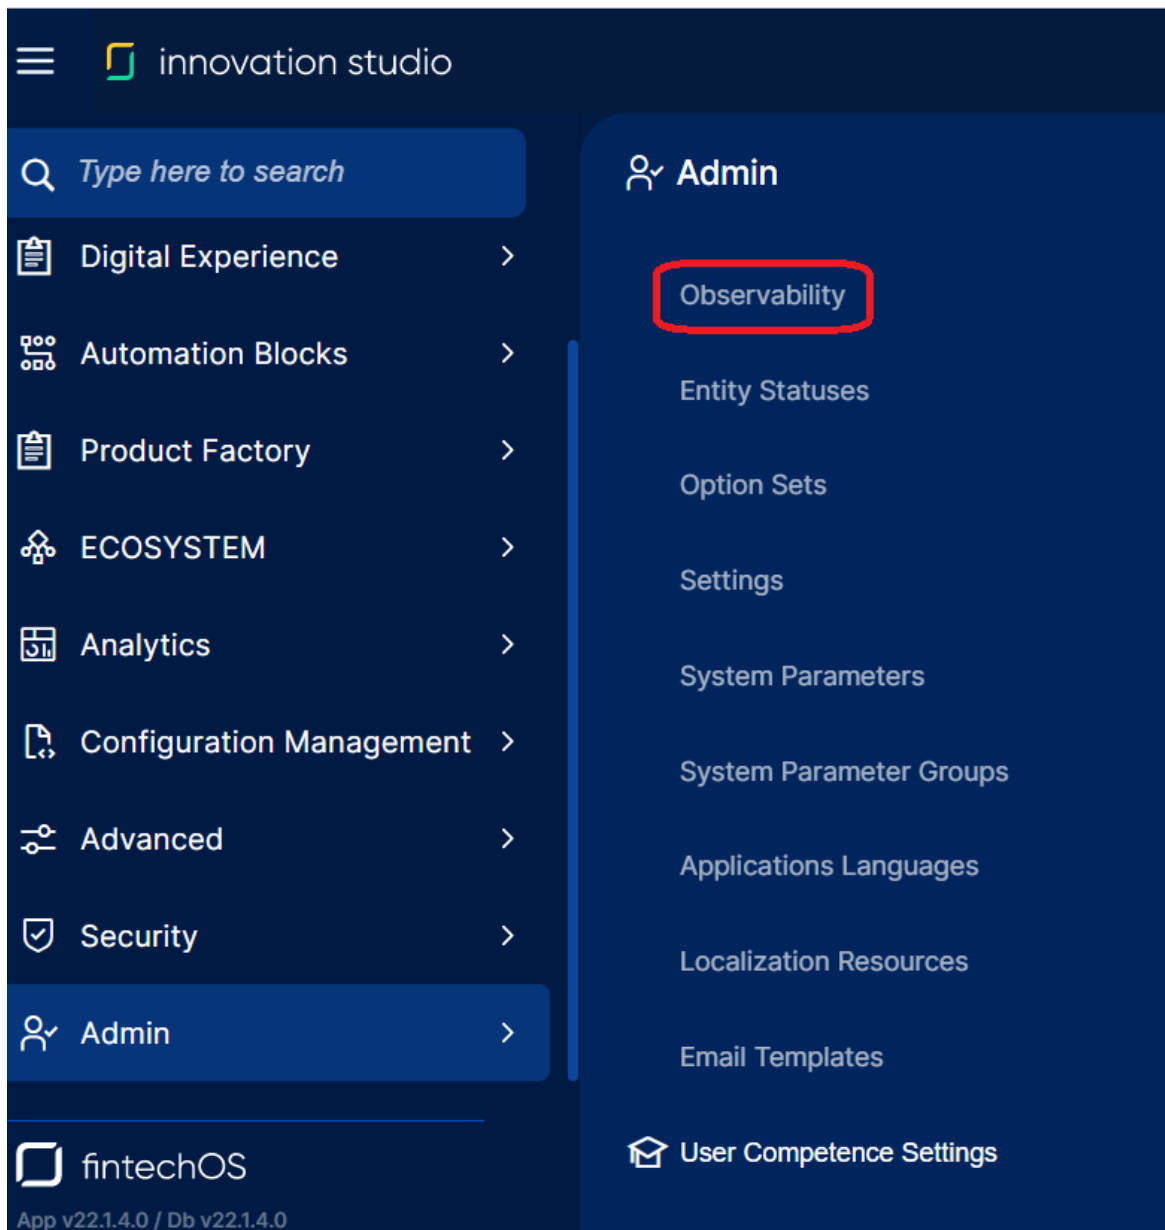 innovation studio
Type here to search
Digital Experience
Automation Blocks
Product Factory
ECOSYSTEM
Analytics
Configuration Management
Advanced
Security
Admin
fintechOS
App v22.1.4.0 / Db v22.1.4.0
Admin
Observability
Entity Statuses
Option Sets
Settings
System Parameters
System Parameter Groups
Applications Languages
Localization Resources
Email Templates
User Competence Settings